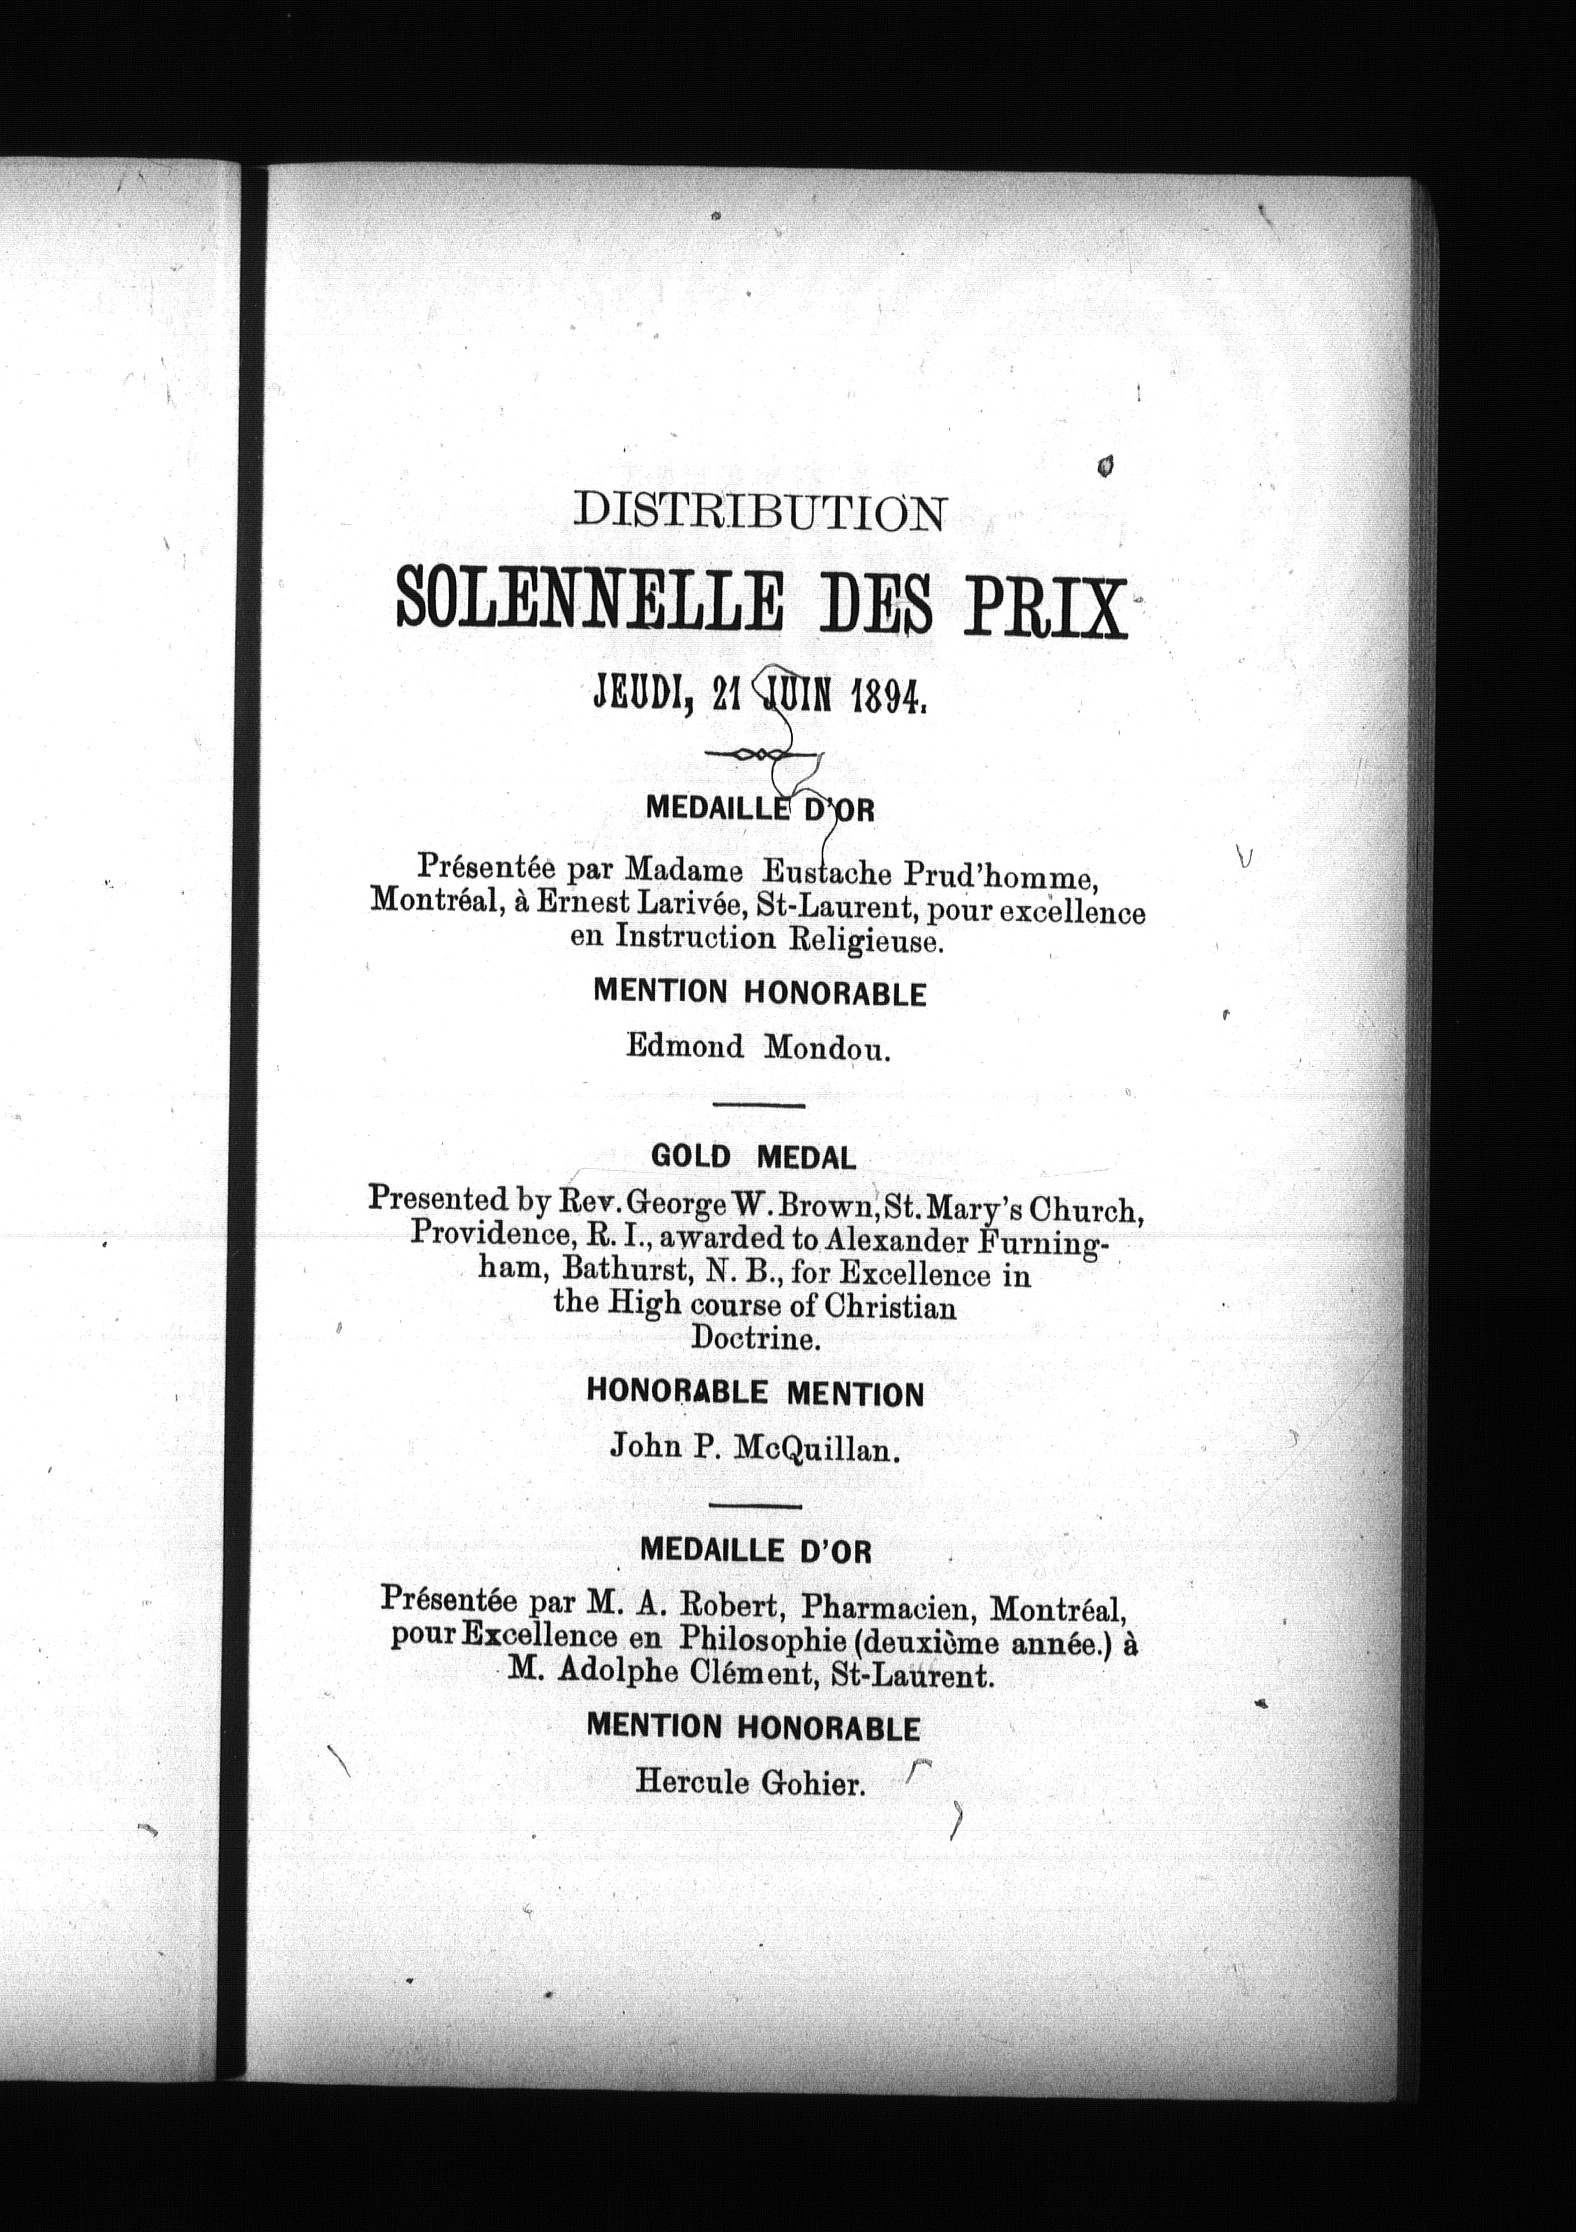 DISTRIBUTION
SOLENNELLE DES PRIX
JEUDI, 21 JUIN 1894.
MEDAILLE D'OR
Présentée par Madame Eustache Prud'homme,
Montréal, à Ernest Larivée, St-Laurent, pour excellence
en Instruction Religieuse.
MENTION HONORABLE
Edmond Mondou.
GOLD MEDAL
Presented by Rev. George W. Brown, St. Mary's Church,
Providence, R. I., awarded to Alexander Furning-
ham, Bathurst, N. B., for Excellence in
the High course of Christian
Doctrine.
HONORABLE MENTION
John P. McQuillan.
MEDAILLE D'OR
Présentée par M. A. Robert, Pharmacien, Montréal,
pour Excellence en Philosophie (deuxième année.) à
M. Adolphe Clément, St-Laurent.
MENTION HONORABLE
Hercule Gohier.